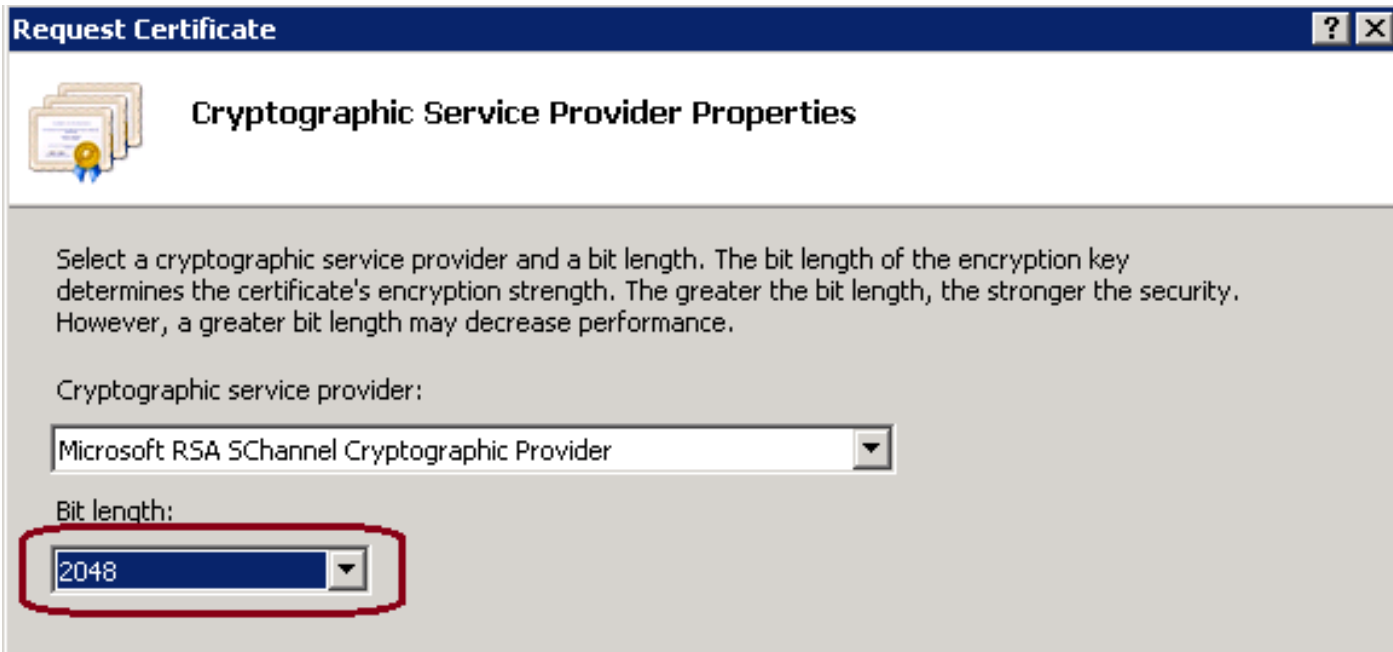 Request Certificate
Cryptographic Service Provider Properties
Select a cryptographic service provider and a bit length. The bit length of the encryption key
determines the certificate's encryption strength. The greater the bit length, the stronger the security.
However, a greater bit length may decrease performance.
Cryptographic service provider:
Microsoft RSA SChannel Cryptographic Provider
Bit length:
2048